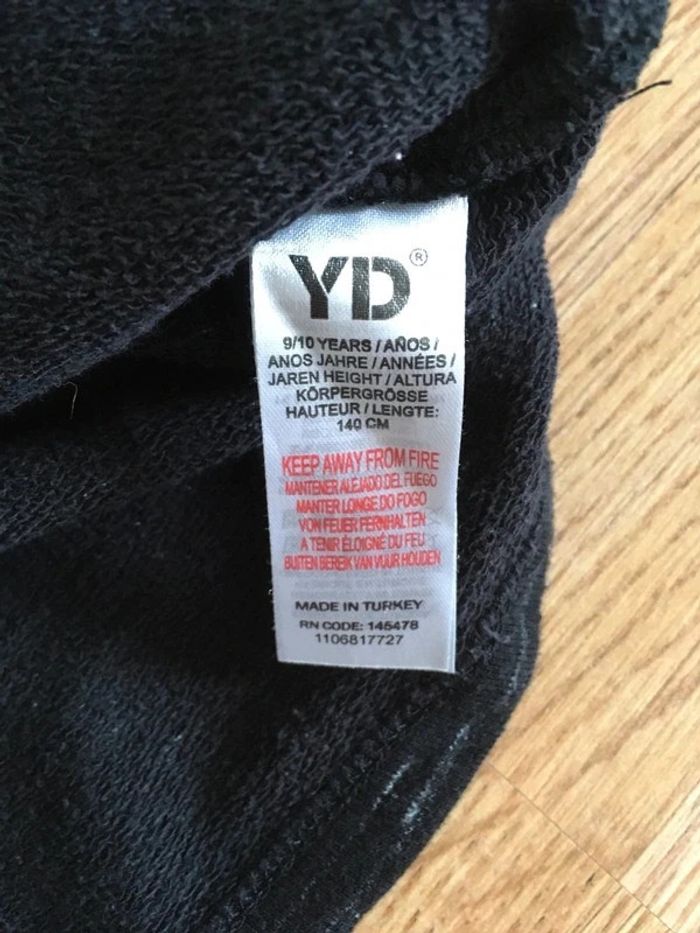 YD®
9/10 YEARS / AÑOS /
ANOS JAHRE / ANNÉES /
JAREN HEIGHT / ALTURA
KÖRPERGRÖSSE
HAUTEUR / LENGTE:
140 CM
KEEP AWAY FROM FIRE
MANTENER ALEJADO DEL FUEGO
MANTER LONGE DO FOGO
VON FEUER FERNHALTEN
A TENIR ÉLOIGNÉ DU FEU
BUITEN BEREIK VAN VUUR HOUDEN
MADE IN TURKEY
RN CODE: 145478
1106817727